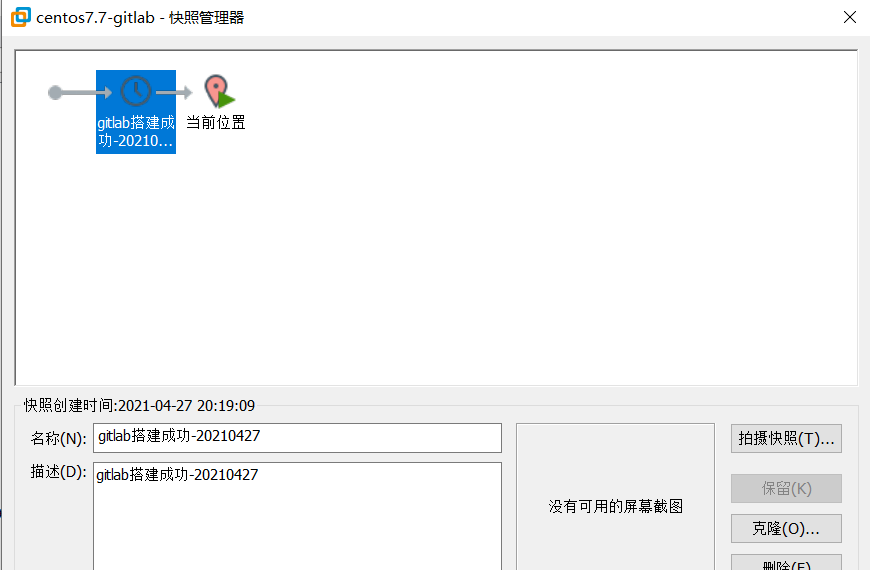 centos7.7-gitlab - 快照管理器
gitlab搭建成
功-20210...
当前位置
快照创建时间:2021-04-27 20:19:09
名称(N):
gitlab搭建成功-20210427
描述(D):
gitlab搭建成功-20210427
没有可用的屏幕截图
拍摄快照(T)...
保留(K)
克隆(O)...
删除(E)